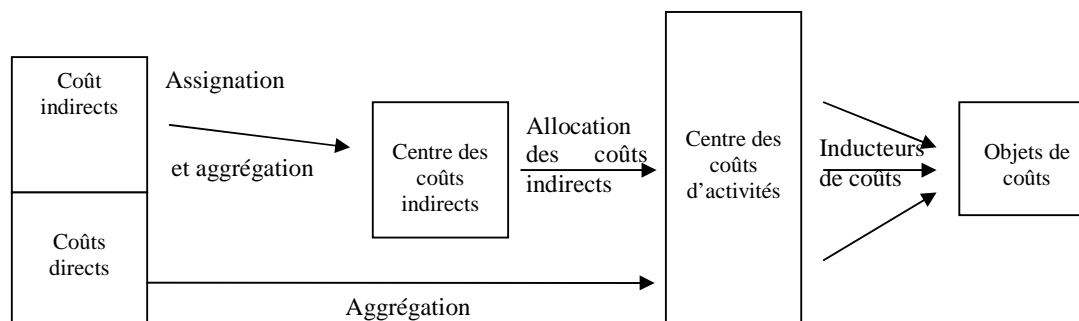 Coût
indirects
Assignation
et aggrégation
Coûts
directs
Aggrégation
Centre des
coûts
indirects
Allocation
des coûts
indirects
Centre des
coûts
d’activités
Inducteurs
de coûts
Objets de
coûts